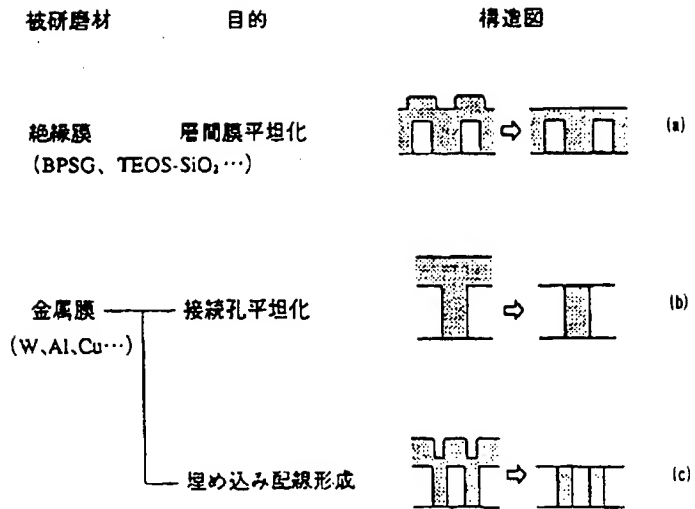 被研磨材 目的 構造図
絶縁膜 層間膜平坦化 (a)
(BPSG、TEOS-SiO₂…)
金属膜 接続孔平坦化 (b)
(W、Al、Cu…)
埋め込み配線形成 (c)